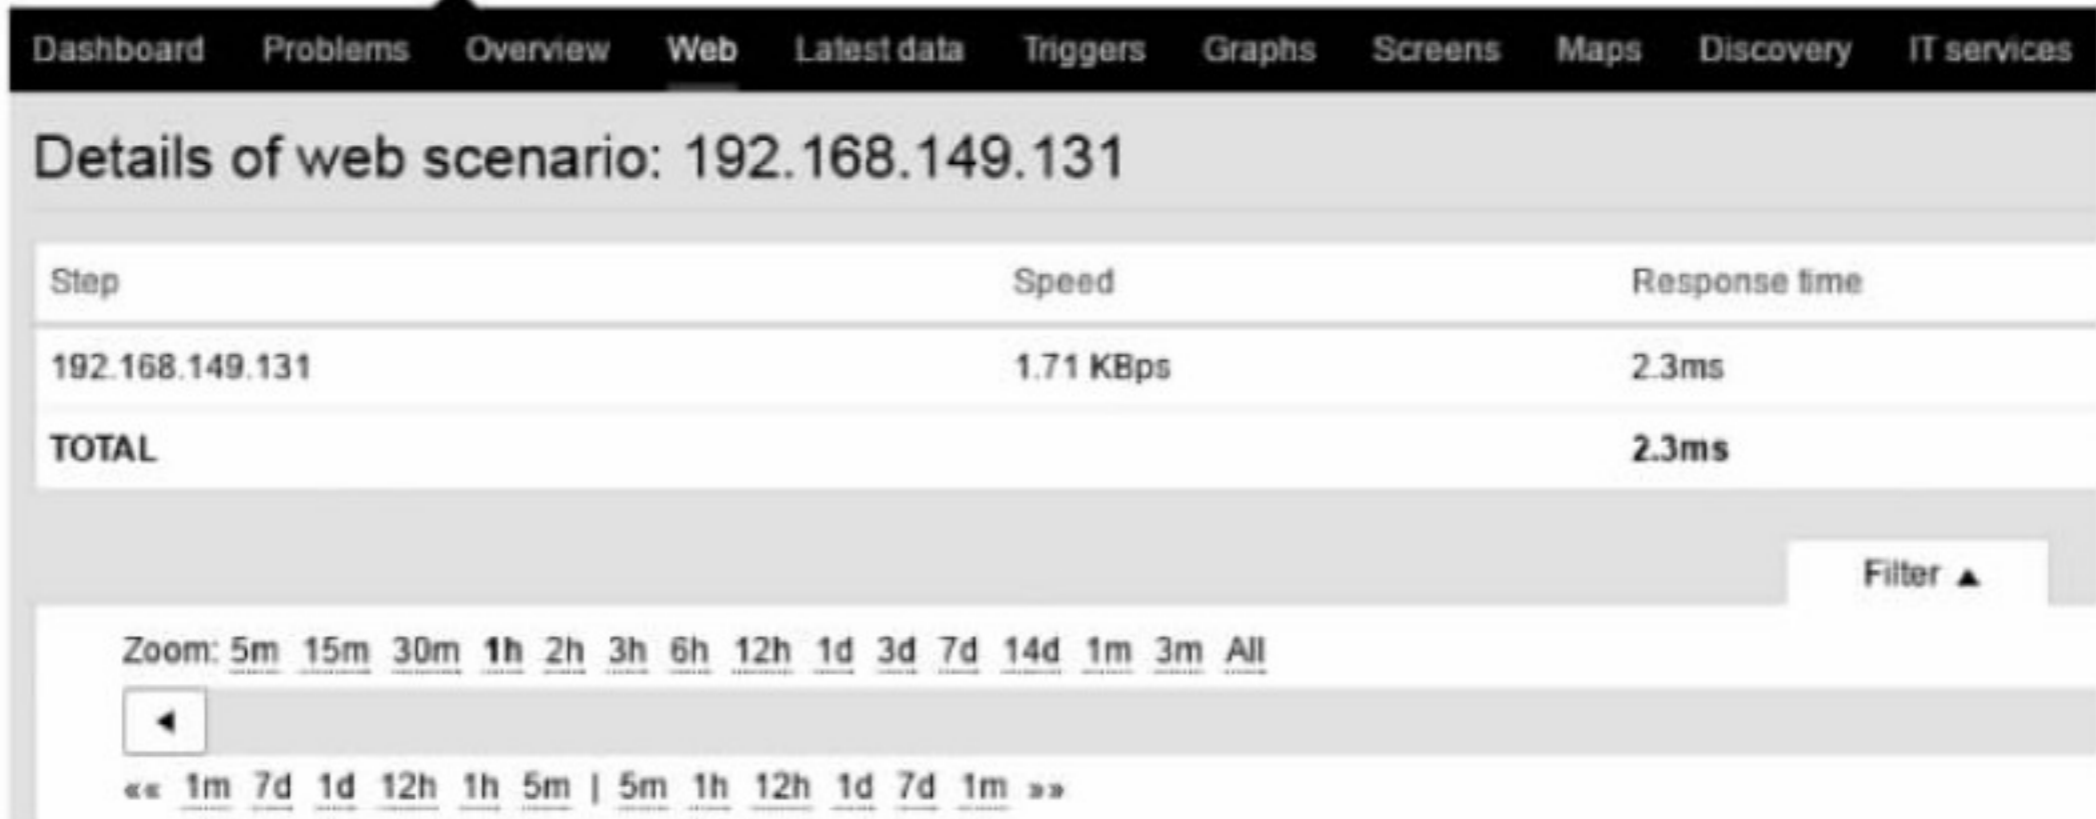 Dashboard Problems Overview Web Latest data Triggers Graphs Screens Maps Discovery IT services
Details of web scenario: 192.168.149.131
Step Speed Response time
192.168.149.131 1.71 KBps 2.3ms
TOTAL 2.3ms
Filter ▲
Zoom: 5m 15m 30m 1h 2h 3h 6h 12h 1d 3d 7d 14d 1m 3m All
◄
«« 1m 7d 1d 12h 1h 5m | 5m 1h 12h 1d 7d 1m »»